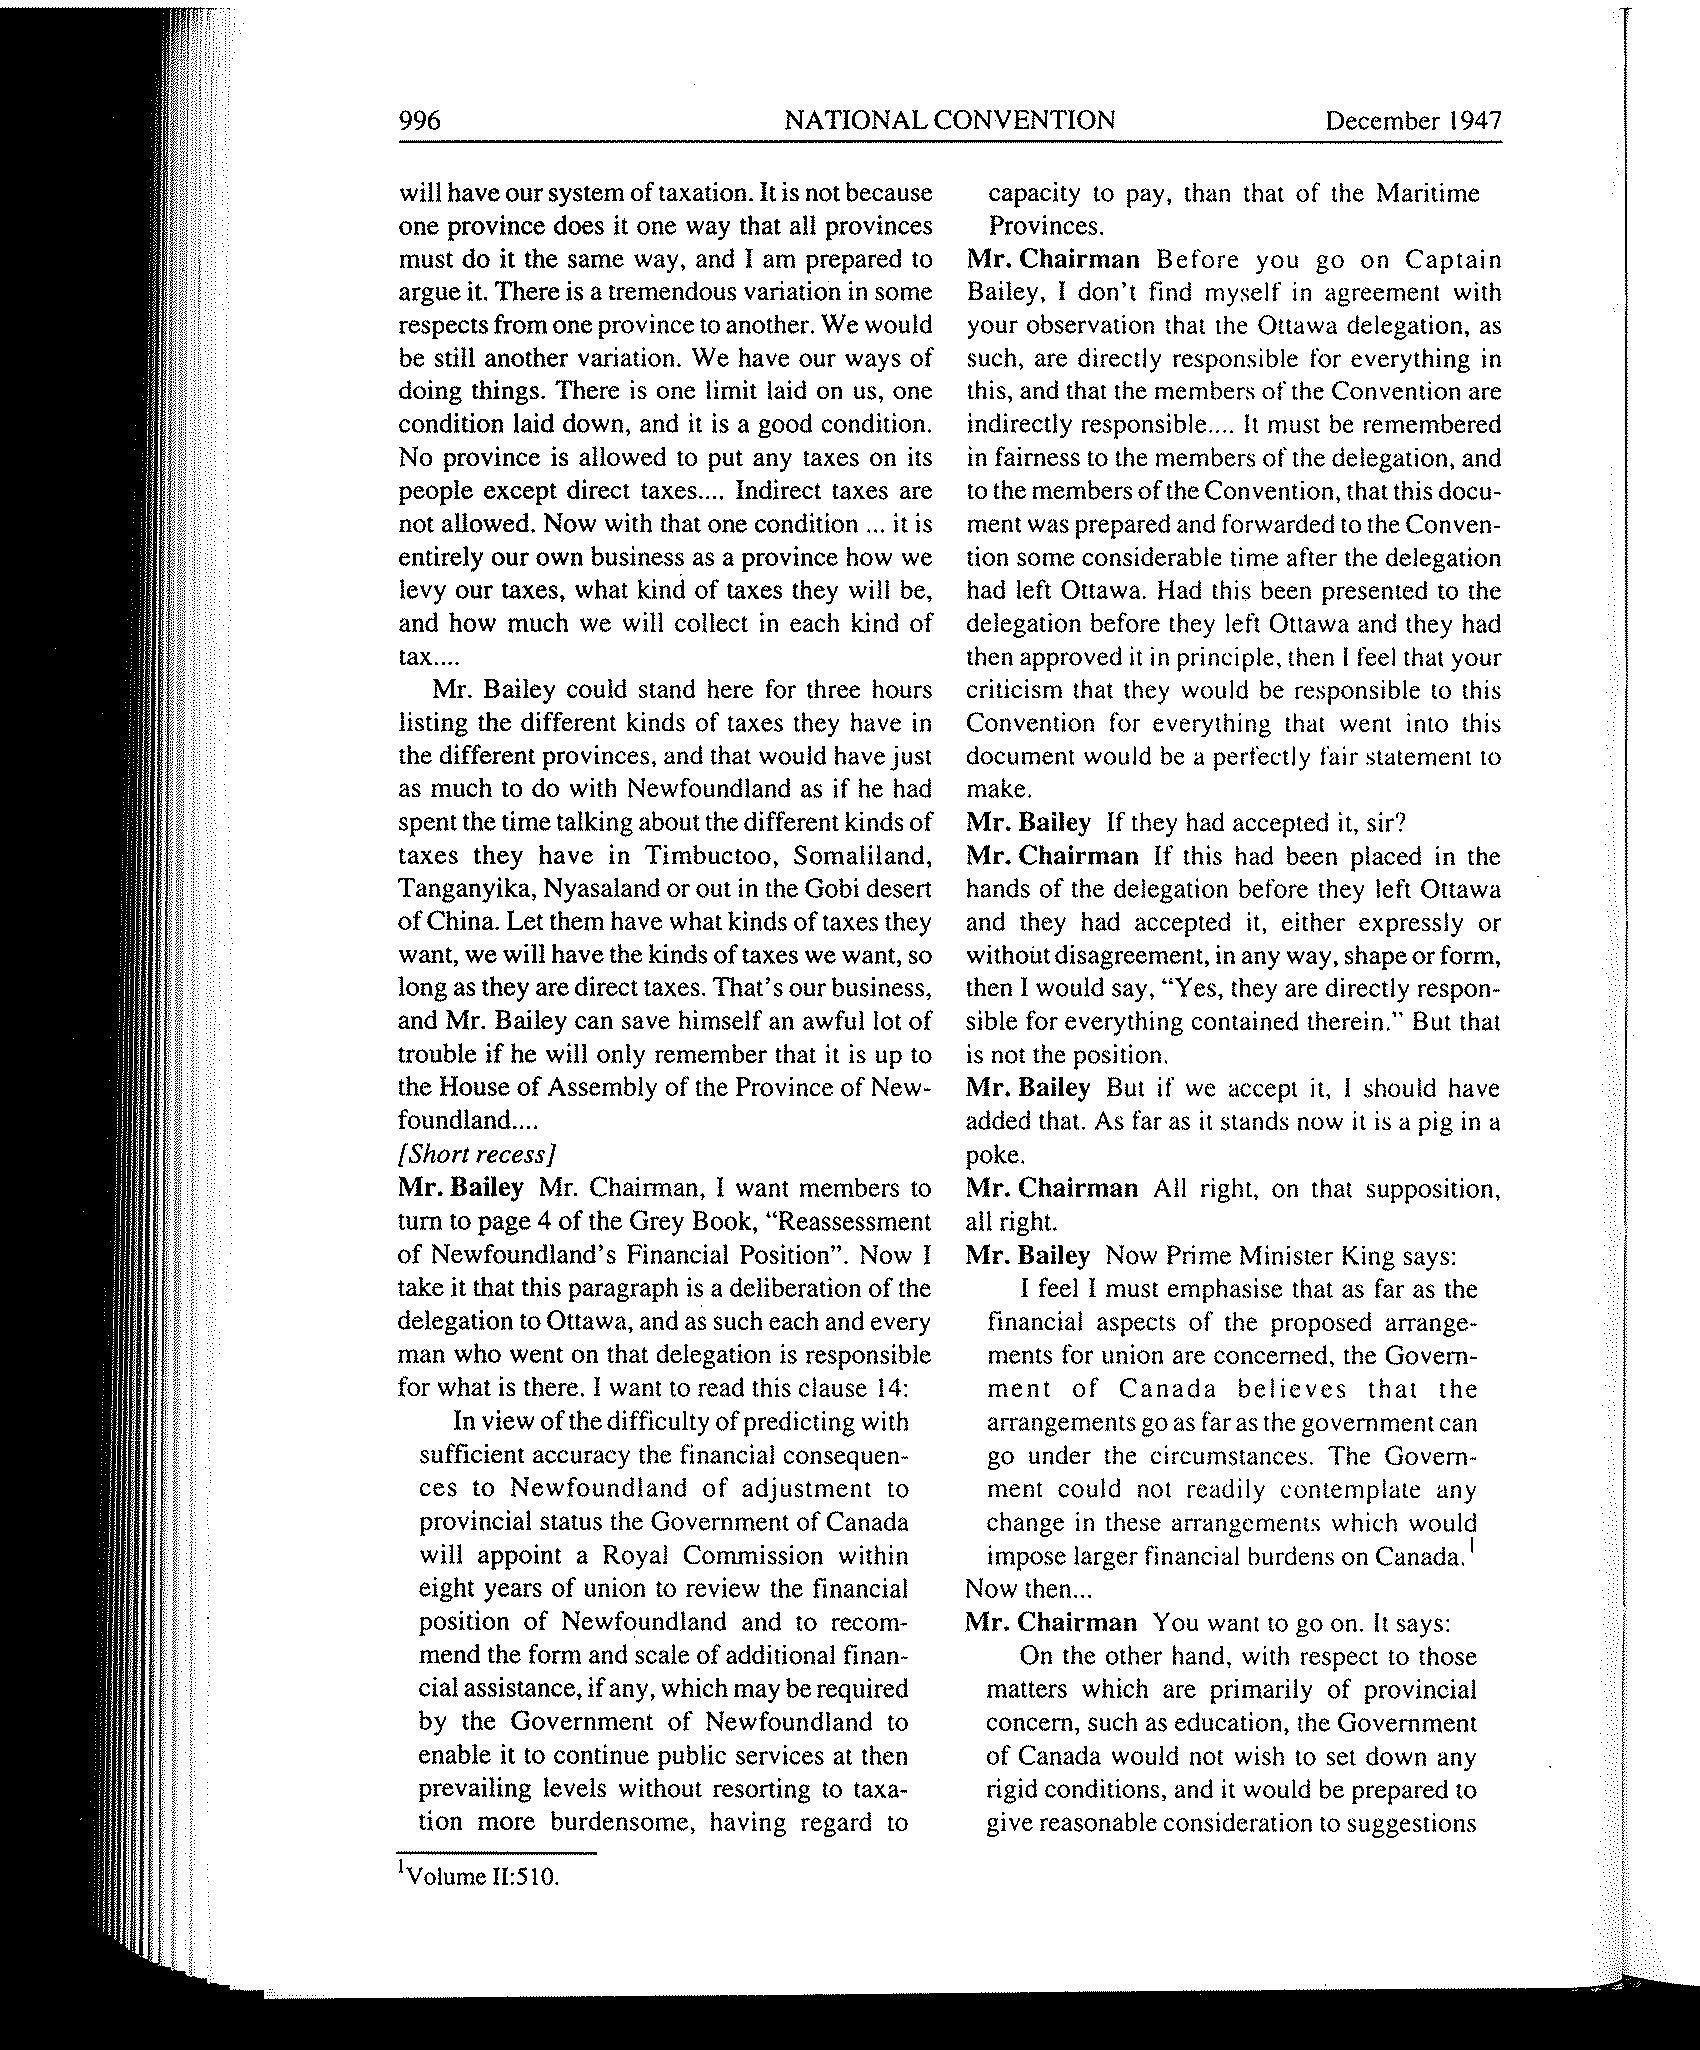 996 NATIONAL CONVENTION December 1947
will have our system of taxation. It is not because
one province does it one way that all provinces
must do it the same way, and I am prepared to
argue it. There is a tremendous variation in some
respects from one province to another. We would
be still another variation. We have our ways of
doing things. There is one limit laid on us, one
condition laid down, and it is a good condition.
No province is allowed to put any taxes on its
people except direct taxes.... Indirect taxes are
not allowed. Now with that one condition ... it is
entirely our own business as a province how we
levy our taxes, what kind of taxes they will be,
and how much we will collect in each kind of
tax....
Mr. Bailey could stand here for three hours
listing the different kinds of taxes they have in
the different provinces, and that would have just
as much to do with Newfoundland as if he had
spent the time talking about the different kinds of
taxes they have in Timbuctoo, Somaliland,
Tanganyika, Nyasaland or out in the Gobi desert
of China. Let them have what kinds of taxes they
want, we will have the kinds of taxes we want, so
long as they are direct taxes. That's our business,
and Mr. Bailey can save himself an awful lot of
trouble if he will only remember that it is up to
the House of Assembly of the Province of New-
foundland....
[Short recess]
Mr. Bailey Mr. Chairman, I want members to
turn to page 4 of the Grey Book, "Reassessment
of Newfoundland's Financial Position". Now I
take it that this paragraph is a deliberation of the
delegation to Ottawa, and as such each and every
man who went on that delegation is responsible
for what is there. I want to read this clause 14:
In view of the difficulty of predicting with
sufficient accuracy the financial consequen-
ces to Newfoundland of adjustment to
provincial status the Government of Canada
will appoint a Royal Commission within
eight years of union to review the financial
position of Newfoundland and to recom-
mend the form and scale of additional finan-
cial assistance, if any, which may be required
by the Government of Newfoundland to
enable it to continue public services at then
prevailing levels without resorting to taxa-
tion more burdensome, having regard to
capacity to pay, than that of the Maritime
Provinces.
Mr. Chairman Before you go on Captain
Bailey, I don't find myself in agreement with
your observation that the Ottawa delegation, as
such, are directly responsible for everything in
this, and that the members of the Convention are
indirectly responsible.... It must be remembered
in fairness to the members of the delegation, and
to the members of the Convention, that this docu-
ment was prepared and forwarded to the Conven-
tion some considerable time after the delegation
had left Ottawa. Had this been presented to the
delegation before they left Ottawa and they had
then approved it in principle, then I feel that your
criticism that they would be responsible to this
Convention for everything that went into this
document would be a perfectly fair statement to
make.
Mr. Bailey If they had accepted it, sir?
Mr. Chairman If this had been placed in the
hands of the delegation before they left Ottawa
and they had accepted it, either expressly or
without disagreement, in any way, shape or form,
then I would say, "Yes, they are directly respon-
sible for everything contained therein." But that
is not the position.
Mr. Bailey But if we accept it, I should have
added that. As far as it stands now it is a pig in a
poke.
Mr. Chairman All right, on that supposition,
all right.
Mr. Bailey Now Prime Minister King says:
I feel I must emphasise that as far as the
financial aspects of the proposed arrange-
ments for union are concerned, the Govern-
ment of Canada believes that the
arrangements go as far as the government can
go under the circumstances. The Govern-
ment could not readily contemplate any
change in these arrangements which would
impose larger financial burdens on Canada.¹
Now then...
Mr. Chairman You want to go on. It says:
On the other hand, with respect to those
matters which are primarily of provincial
concern, such as education, the Government
of Canada would not wish to set down any
rigid conditions, and it would be prepared to
give reasonable consideration to suggestions
¹Volume II:510.